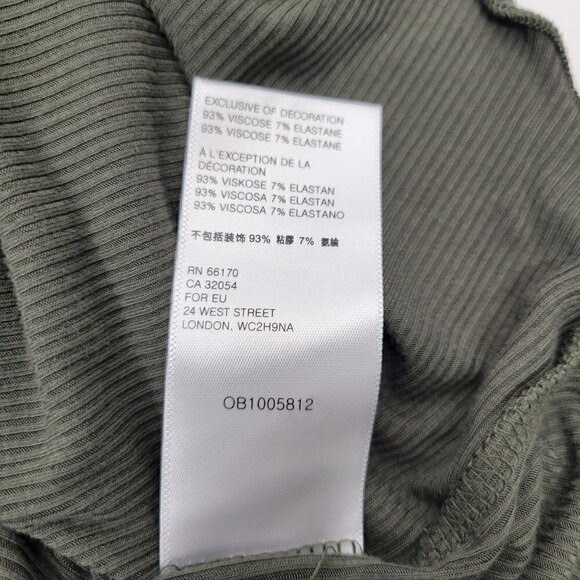 EXCLUSIVE OF DECORATION
93% VISCOSE 7% ELASTANE
93% VISCOSE 7% ELASTANE
À L'EXCEPTION DE LA
DÉCORATION
93% VISKOSE 7% ELASTAN
93% VISCOSA 7% ELASTAN
93% VISCOSA 7% ELASTANO
不包括装饰 93% 粘膠 7% 氨綸
RN 66170
CA 32054
FOR EU
24 WEST STREET
LONDON, WC2H9NA
OB1005812